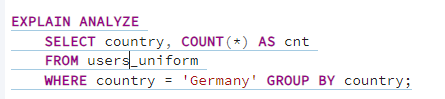 EXPLAIN ANALYZE
SELECT country, COUNT(*) AS cnt
FROM users_uniform
WHERE country = 'Germany' GROUP BY country;